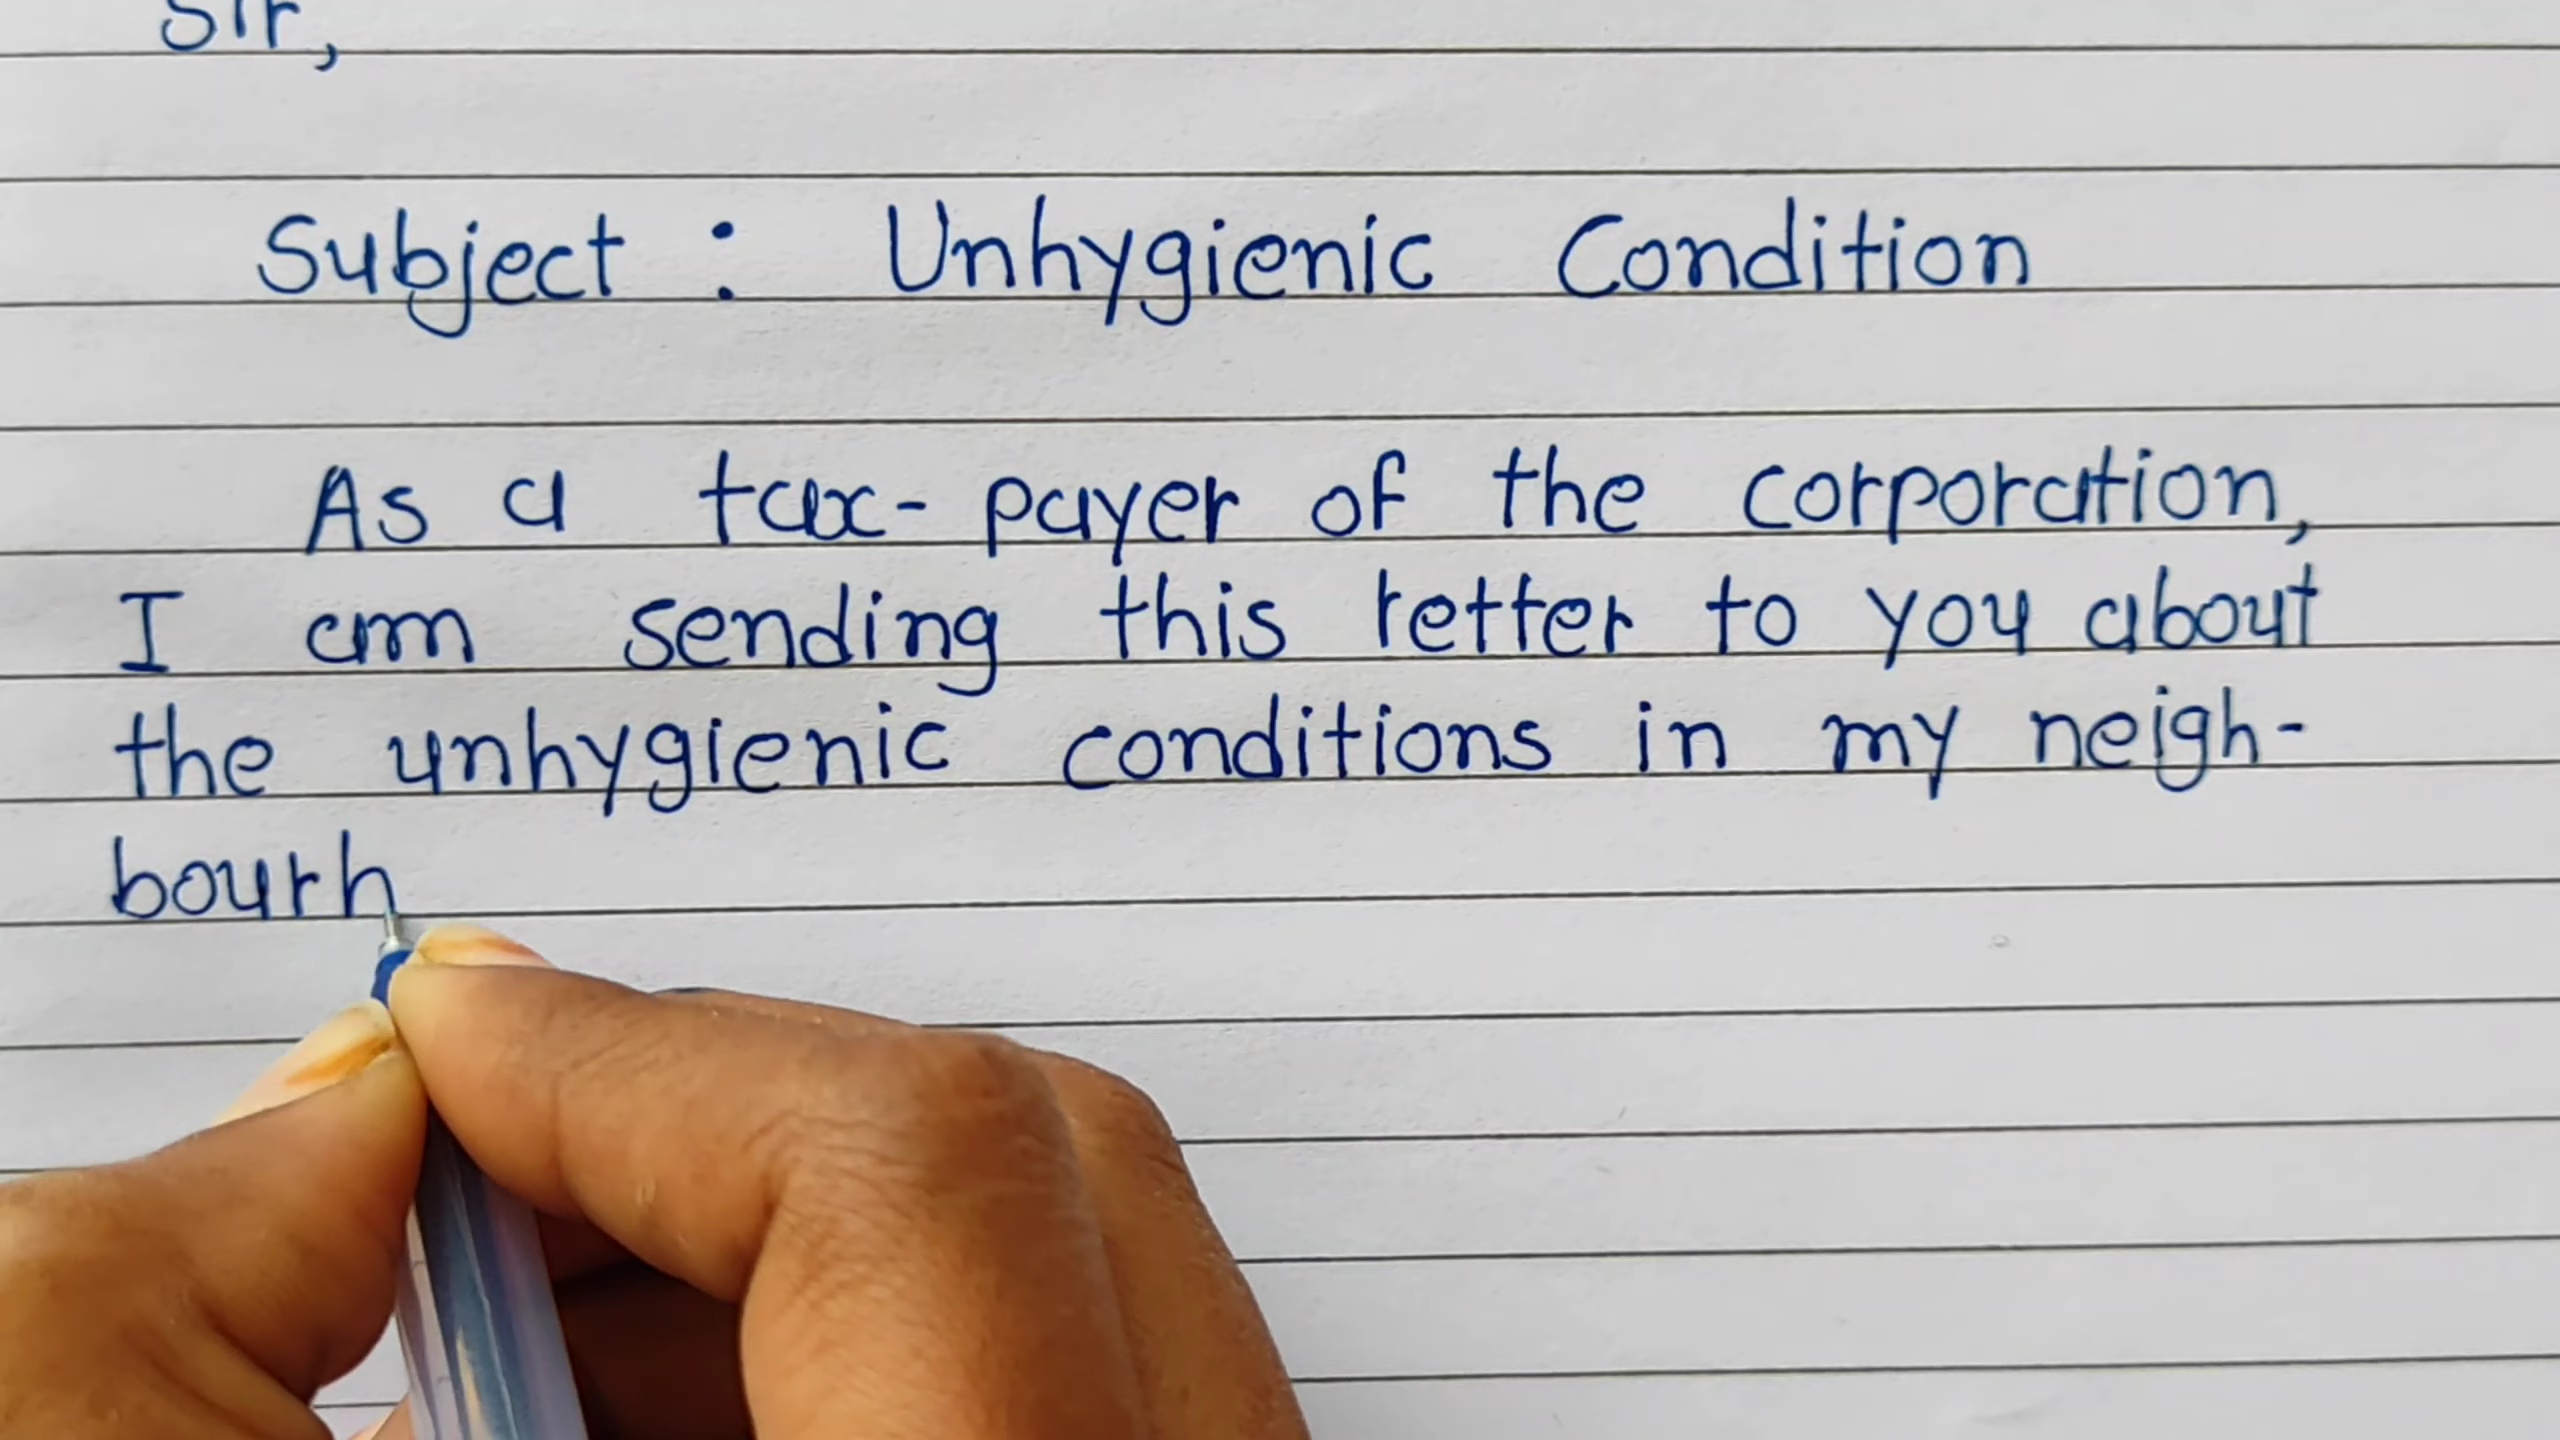 Sir,
Subject : Unhygienic Condition
As a tax-payer of the corporation,
I am sending this letter to you about
the unhygienic conditions in my neigh-
bourh